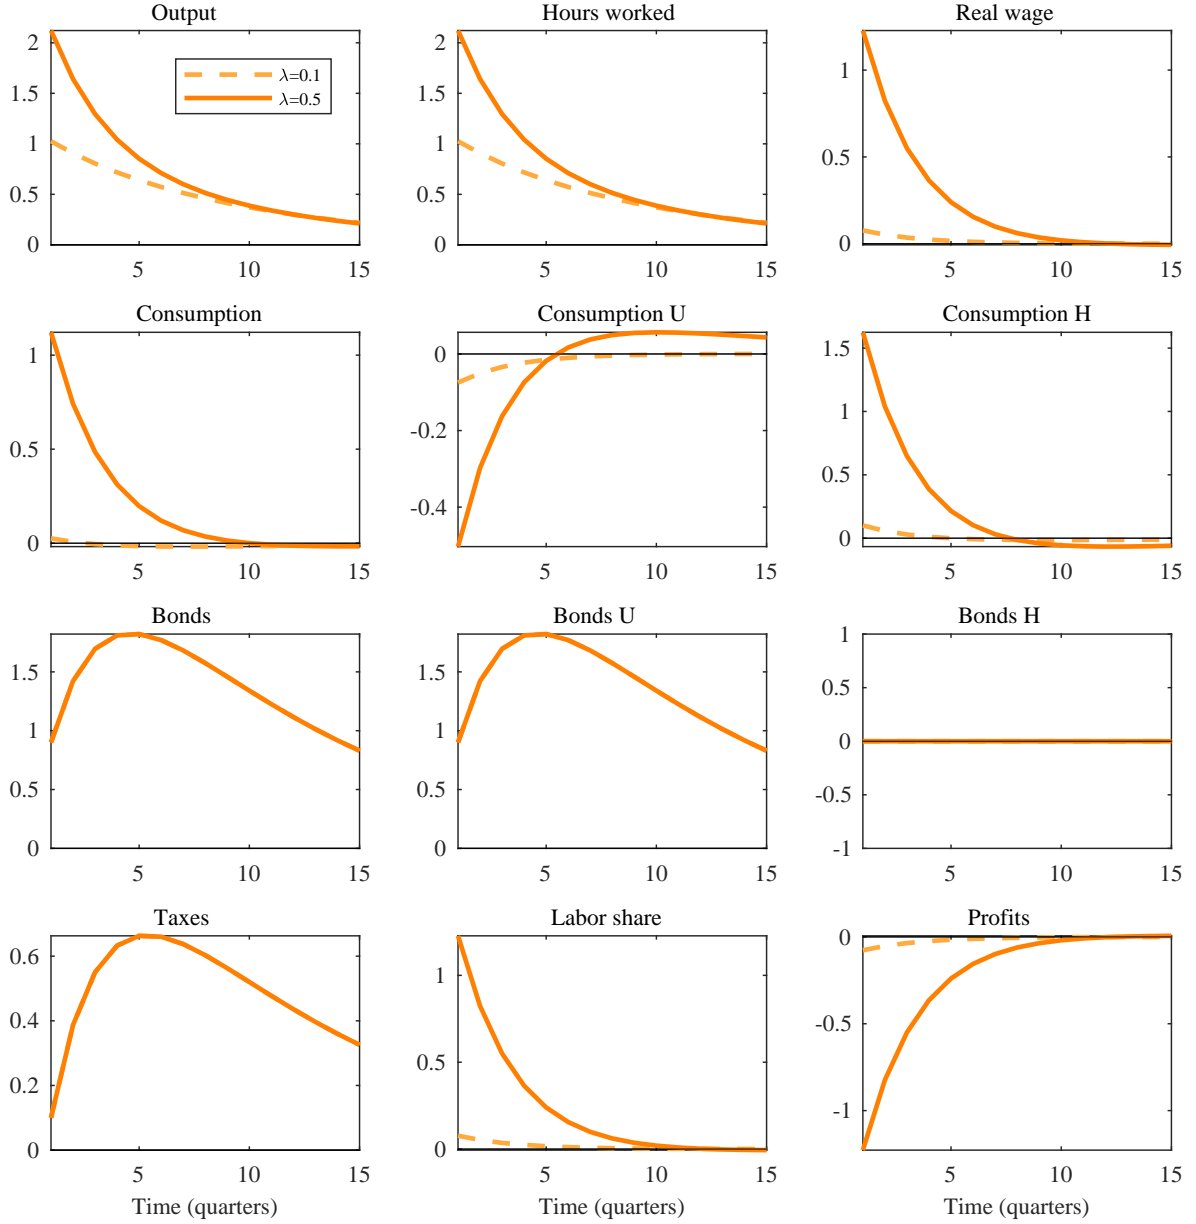 Output Hours worked Real wage
2
1.5
1
0.5
0
5 10 15
λ=0.1
λ=0.5
2
1.5
1
0.5
0
5 10 15
1
0.5
0
5 10 15
Consumption Consumption U Consumption H
1
0.5
0
5 10 15
0
-0.2
-0.4
5 10 15
1.5
1
0.5
0
5 10 15
Bonds Bonds U Bonds H
1.5
1
0.5
0
5 10 15
1.5
1
0.5
0
5 10 15
1
0.5
0
-0.5
-1
5 10 15
Taxes Labor share Profits
0.6
0.4
0.2
0
5 10 15
Time (quarters)
1
0.5
0
5 10 15
Time (quarters)
0
-0.5
-1
5 10 15
Time (quarters)